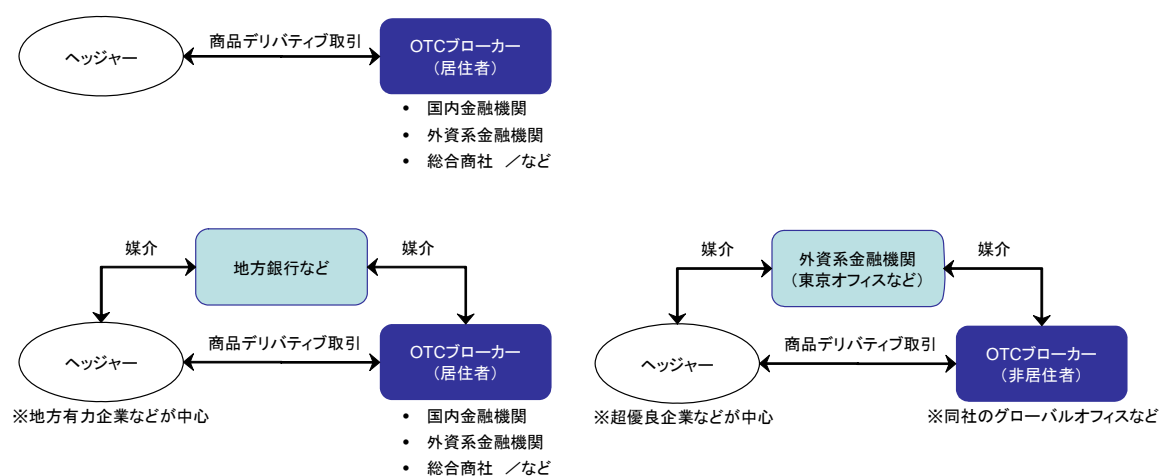 商品デリバティブ取引
ヘッジャー
OTCブローカー
（居住者）
• 国内金融機関
• 外資系金融機関
• 総合商社 ／など
媒介
地方銀行など
媒介
ヘッジャー
商品デリバティブ取引
OTCブローカー
（居住者）
※地方有力企業などが中心
• 国内金融機関
• 外資系金融機関
• 総合商社 ／など
媒介
外資系金融機関
（東京オフィスなど）
媒介
ヘッジャー
商品デリバティブ取引
OTCブローカー
（非居住者）
※超優良企業などが中心
※同社のグローバルオフィスなど